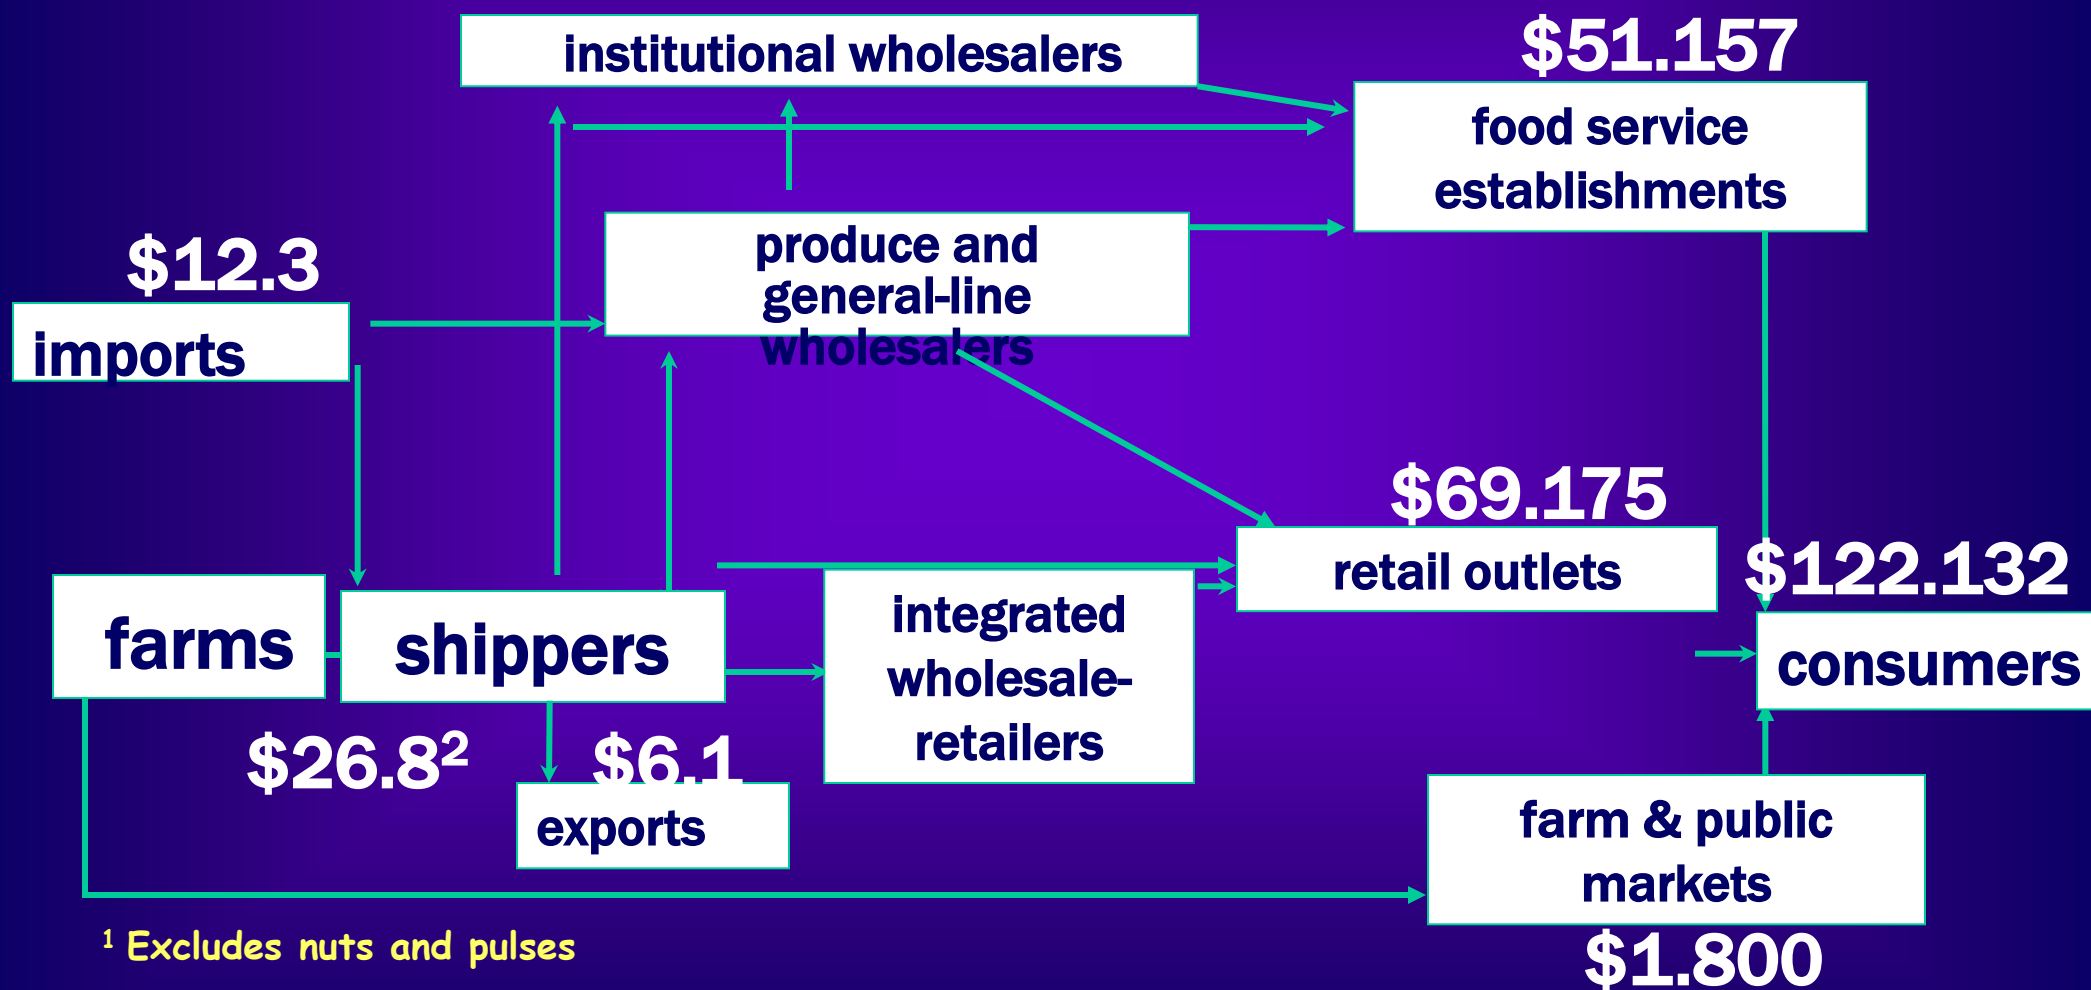 institutional wholesalers
$51.157
food service
establishments
$12.3
imports
produce and
general-line
wholesalers
$69.175
retail outlets
$122.132
consumers
farms
shippers
integrated
wholesale-
retailers
$26.8²
$6.1
exports
farm & public
markets
$1.800
¹ Excludes nuts and pulses